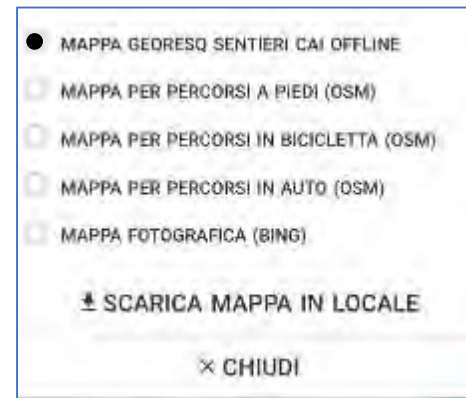 MAPPA GEORESQ SENTIERI CAI OFFLINE
MAPPA PER PERCORSI A PIEDI (OSM)
MAPPA PER PERCORSI IN BICICLETTA (OSM)
MAPPA PER PERCORSI IN AUTO (OSM)
MAPPA FOTOGRAFICA (BING)
SCARICA MAPPA IN LOCALE
× CHIUDI